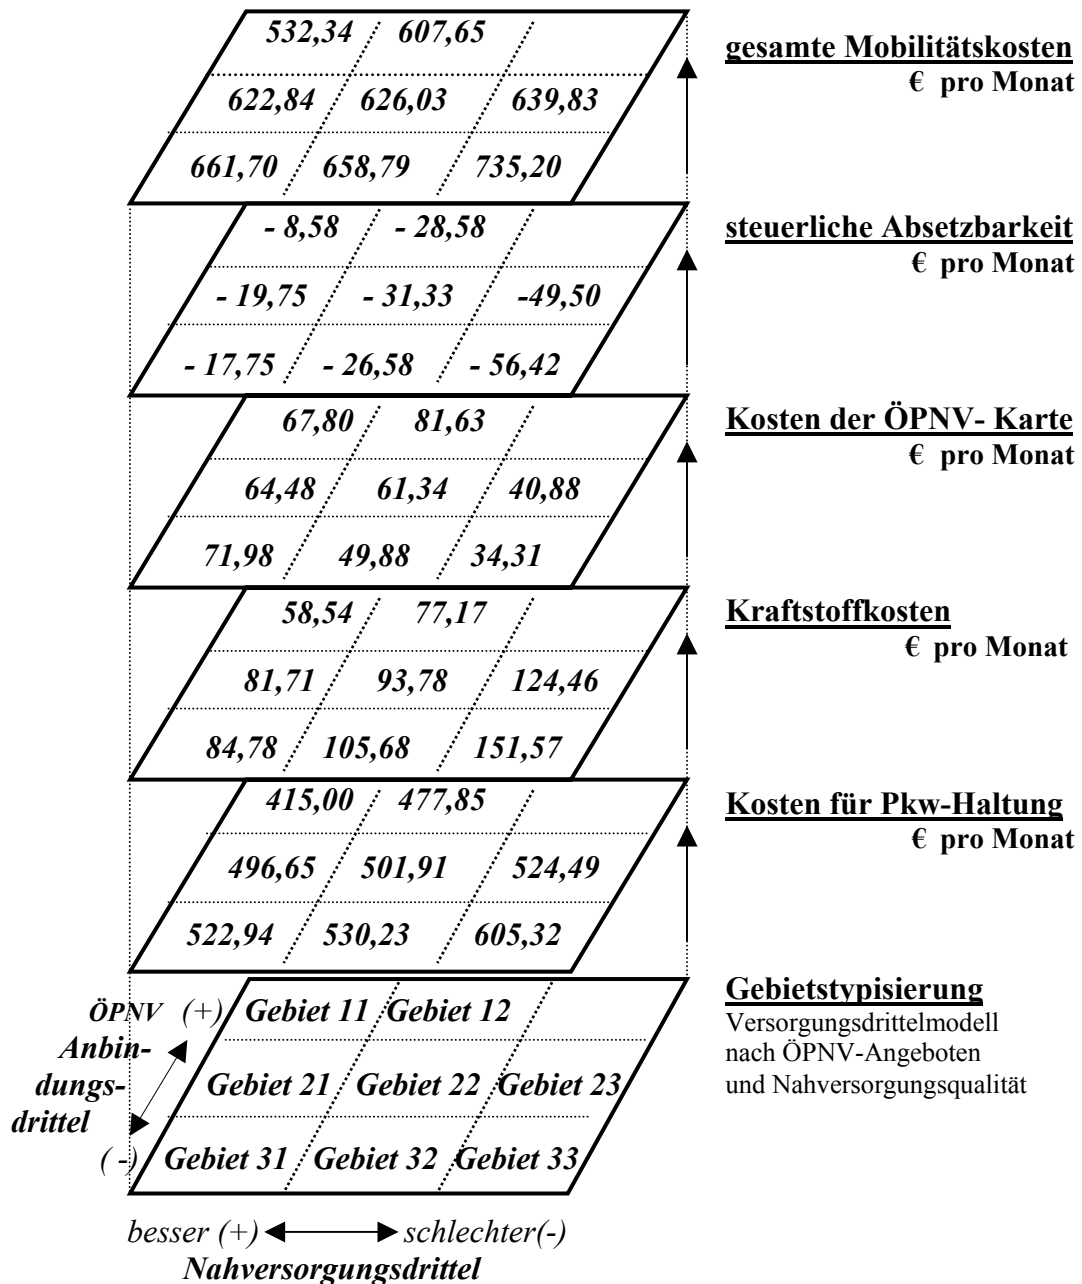 532,34 607,65
gesamte Mobilitätskosten
€ pro Monat
622,84 626,03 639,83
661,70 658,79 735,20
- 8,58 - 28,58
steuerliche Absetzbarkeit
€ pro Monat
- 19,75 - 31,33 -49,50
- 17,75 - 26,58 - 56,42
67,80 81,63
Kosten der ÖPNV- Karte
€ pro Monat
64,48 61,34 40,88
71,98 49,88 34,31
58,54 77,17
Kraftstoffkosten
€ pro Monat
81,71 93,78 124,46
84,78 105,68 151,57
415,00 477,85
Kosten für Pkw-Haltung
€ pro Monat
496,65 501,91 524,49
522,94 530,23 605,32
Gebietstypisierung
Versorgungsdrittelmodell
nach ÖPNV-Angeboten
und Nahversorgungsqualität
ÖPNV (+) Gebiet 11 Gebiet 12
Anbin-
dungs-
drittel
Gebiet 21 Gebiet 22 Gebiet 23
( -) Gebiet 31 Gebiet 32 Gebiet 33
besser (+) schlechter(-)
Nahversorgungsdrittel